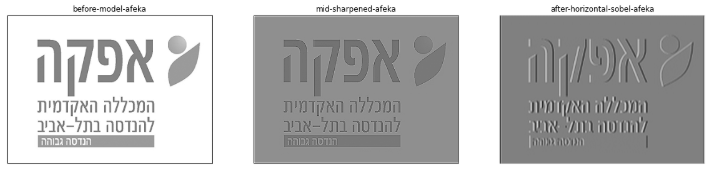 before-model-afeka
אפקה
המכללה האקדמית
להנדסה בתל-אביב
הנדסה גבוהה
mid-sharpened-afeka
אפקה
המכללה האקדמית
להנדסה בתל-אביב
הנדסה גבוהה
after-horizontal-sobel-afeka
אפקה
המכללה האקדמית
להנדסה בתל-אביב
הנדסה גבוהה